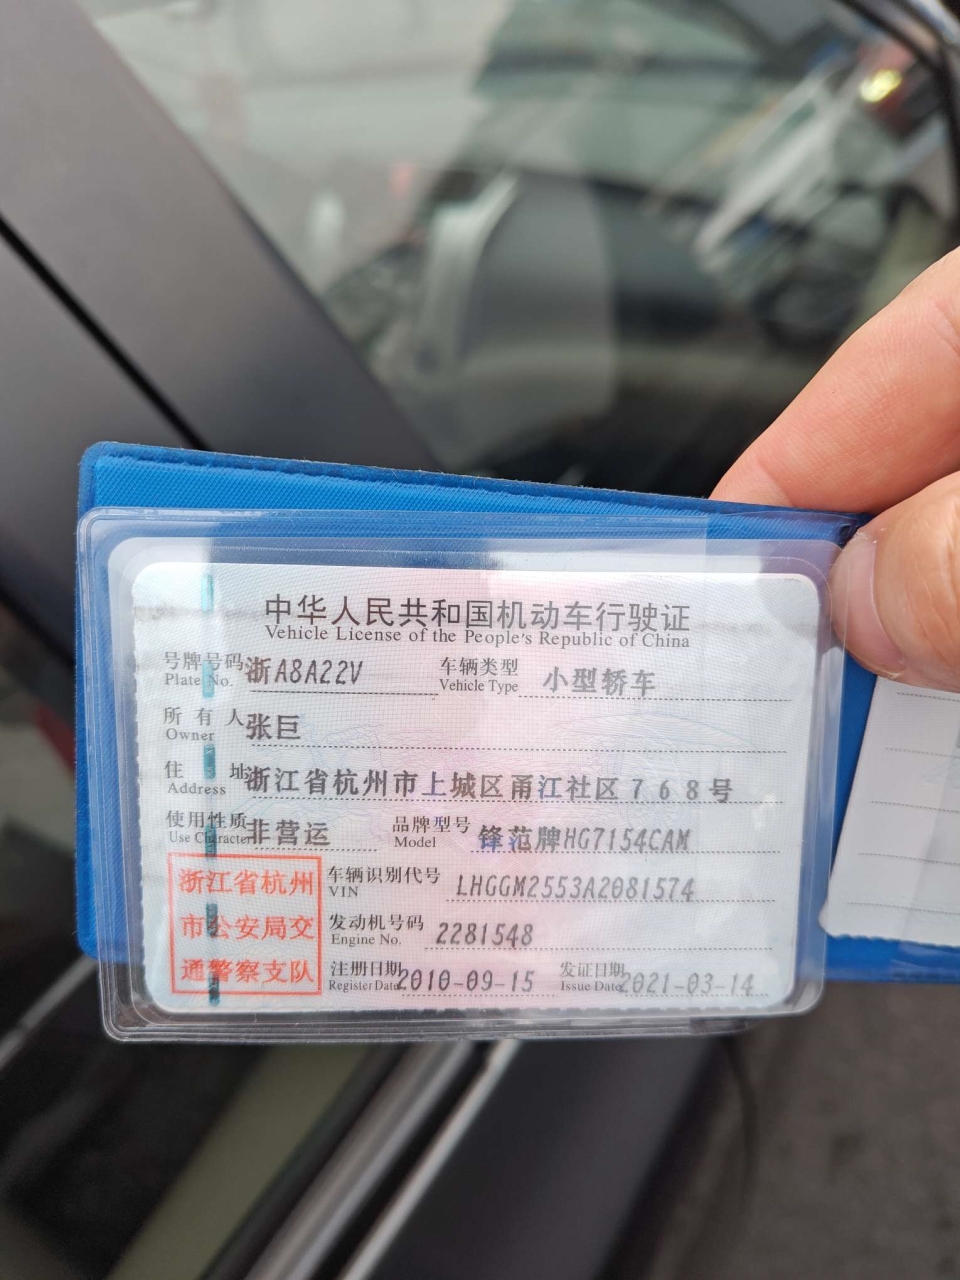 中华人民共和国机动车行驶证
Vehicle License of the People's Republic of China
号牌号码 浙A8A22V 车辆类型 小型轿车
Plate No. Vehicle Type
所有人 张巨
Owner
住址 浙江省杭州市上城区甬江社区768号
Address
使用性质 非营运 品牌型号 锋范牌HG7154CAM
Use Character Model
浙江省杭州 车辆识别代号 LHGGM2553A2081574
VIN
市公安局交 发动机号码 2281548
Engine No.
通警察支队 注册日期 2010-09-15 发证日期 2021-03-14
Register Date Issue Date